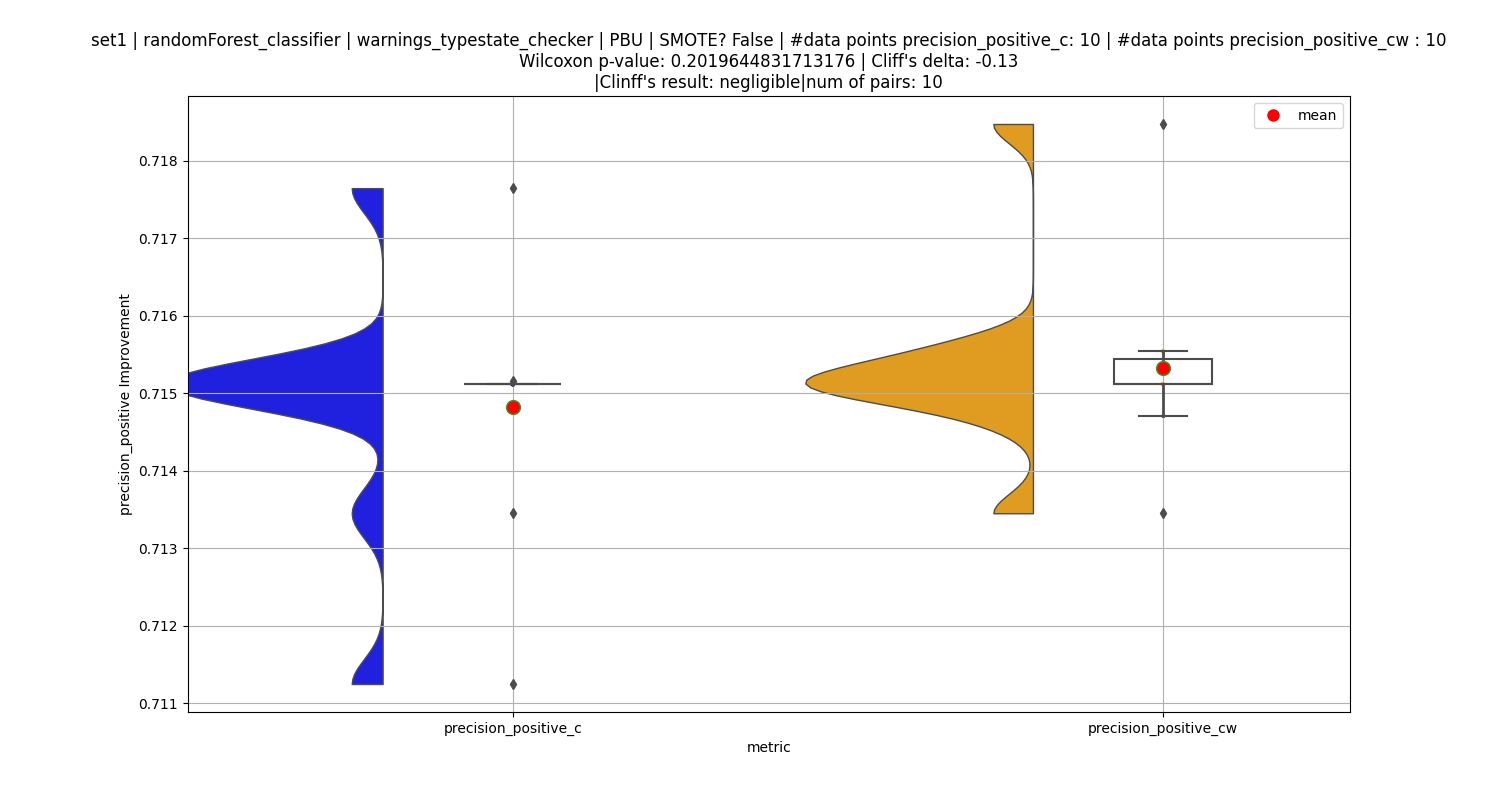 set1 | randomForest_classifier | warnings_typestate_checker | PBU | SMOTE? False | #data points precision_positive_c: 10 | #data points precision_positive_cw : 10
Wilcoxon p-value: 0.2019644831713176 | Cliff's delta: -0.13
|Clinff's result: negligible|num of pairs: 10
mean
0.718
0.717
0.716
0.715
0.714
0.713
0.712
0.711
precision_positive Improvement
precision_positive_c
precision_positive_cw
metric